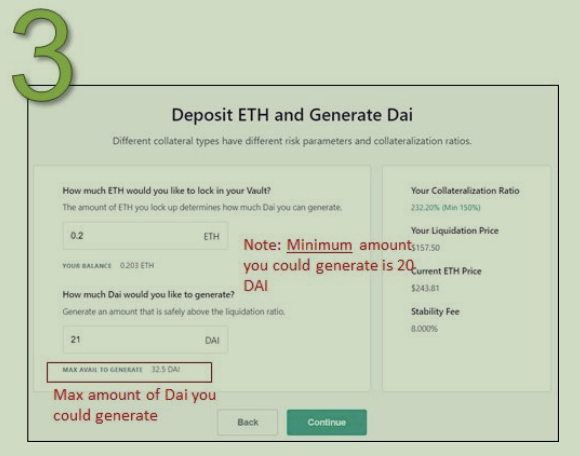 3
Deposit ETH and Generate Dai
Different collateral types have different risk parameters and collateralization ratios.
How much ETH would you like to lock in your Vault?
The amount of ETH you lock up determines how much Dai you can generate.
0.2 ETH
YOUR BALANCE 0.203 ETH
Note: Minimum amount
you could generate is 20
DAI
How much Dai would you like to generate?
Generate an amount that is safely above the liquidation ratio.
21 DAI
MAX AVAIL TO GENERATE 32.5 DAI
Max amount of Dai you
could generate
Your Collateralization Ratio
232.20% (Min 150%)
Your Liquidation Price
$157.50
Current ETH Price
$243.81
Stability Fee
8.000%
Back Continue